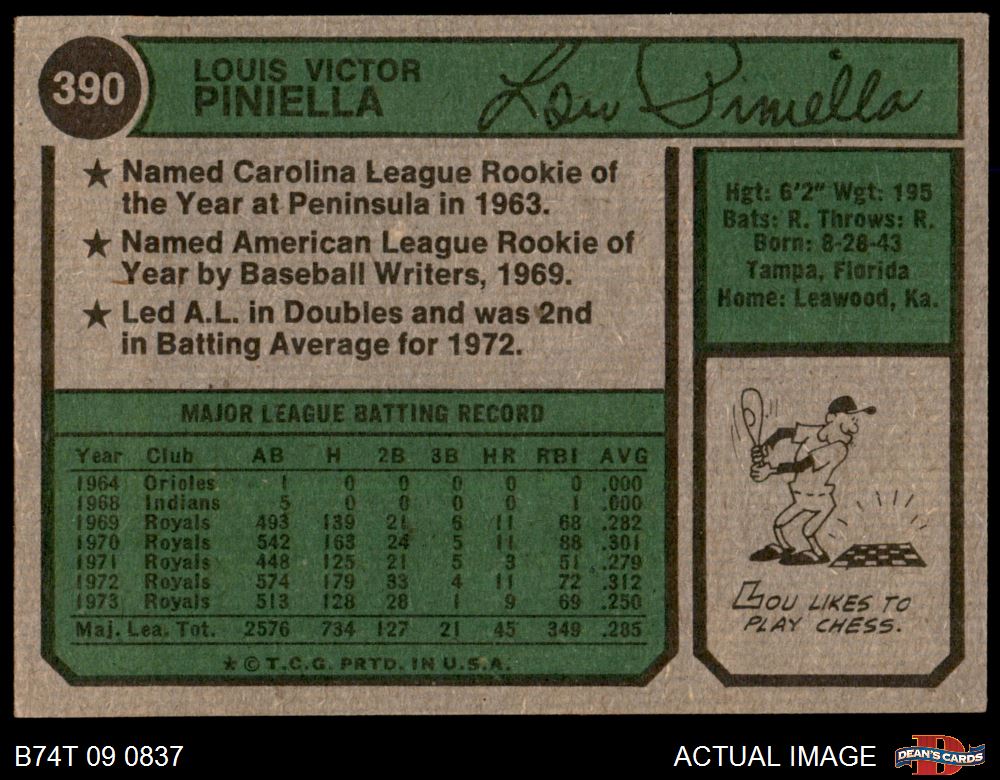 390
LOUIS VICTOR
PINIELLA
Lou Piniella
★ Named Carolina League Rookie of
the Year at Peninsula in 1963.
★ Named American League Rookie of
Year by Baseball Writers, 1969.
★ Led A.L. in Doubles and was 2nd
in Batting Average for 1972.
Hgt: 6'2" Wgt: 195
Bats: R. Throws: R.
Born: 8-28-43
Tampa, Florida
Home: Leawood, Ka.
MAJOR LEAGUE BATTING RECORD
Year Club AB H 2B 3B HR RBI AVG
1964 Orioles 1 0 0 0 0 0 .000
1968 Indians 5 0 0 0 0 1 .000
1969 Royals 493 139 21 6 11 68 .282
1970 Royals 542 163 24 5 11 88 .301
1971 Royals 448 125 21 5 3 51 .279
1972 Royals 574 179 33 4 11 72 .312
1973 Royals 513 128 28 1 9 69 .250
Maj. Lea. Tot. 2576 734 127 21 45 349 .285
★ © T.C.G. PRTD. IN U.S.A.
LOU LIKES TO
PLAY CHESS.
B74T 09 0837
ACTUAL IMAGE
D
DEAN'S CARDS